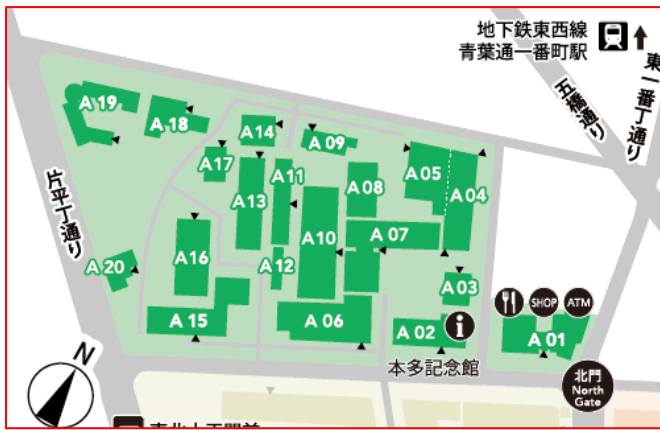 地下鉄東西線
青葉通一番町駅
東一番丁通り
五橋通り
片平丁通り
A 19
A 18
A 14
A 09
A 17
A 11
A 05
A 04
A 08
A 13
A 10
A 07
A 16
A 12
A 20
A 03
SHOP
ATM
A 15
A 06
A 02
i
A 01
本多記念館
N
北門
North
Gate